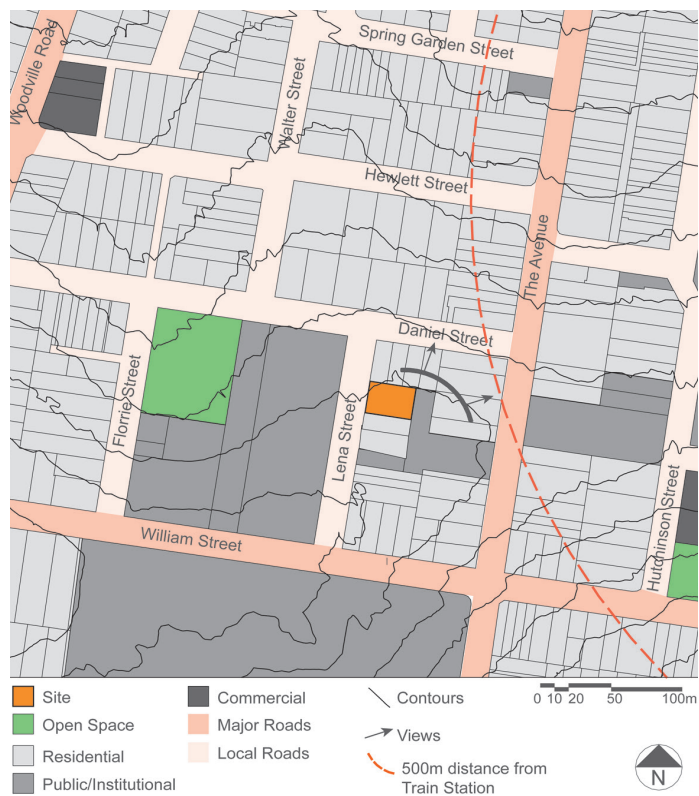 Spring Garden Street
Woodville Road
Walter Street
Hewlett Street
The Avenue
Daniel Street
Florrie Street
Lena Street
William Street
Hutchinson Street
Site
Open Space
Residential
Public/Institutional
Commercial
Major Roads
Local Roads
Contours
Views
500m distance from
Train Station
0 10 20 50 100m
N